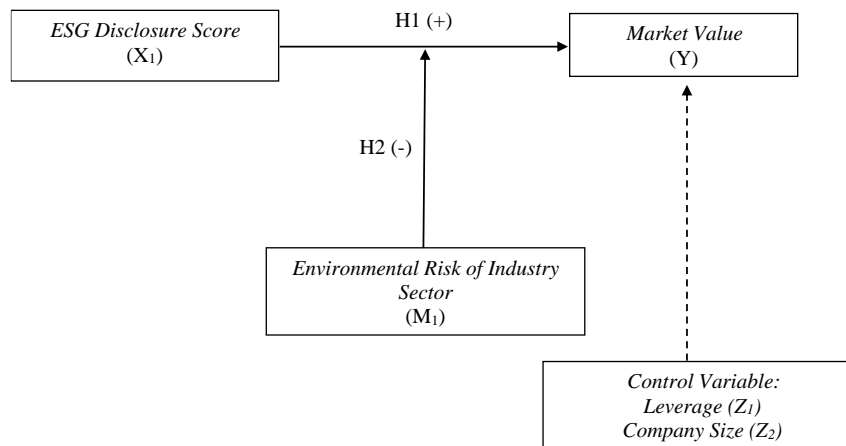 ESG Disclosure Score
(X₁)
H1 (+)
Market Value
(Y)
H2 (-)
Environmental Risk of Industry
Sector
(M₁)
Control Variable:
Leverage (Z₁)
Company Size (Z₂)